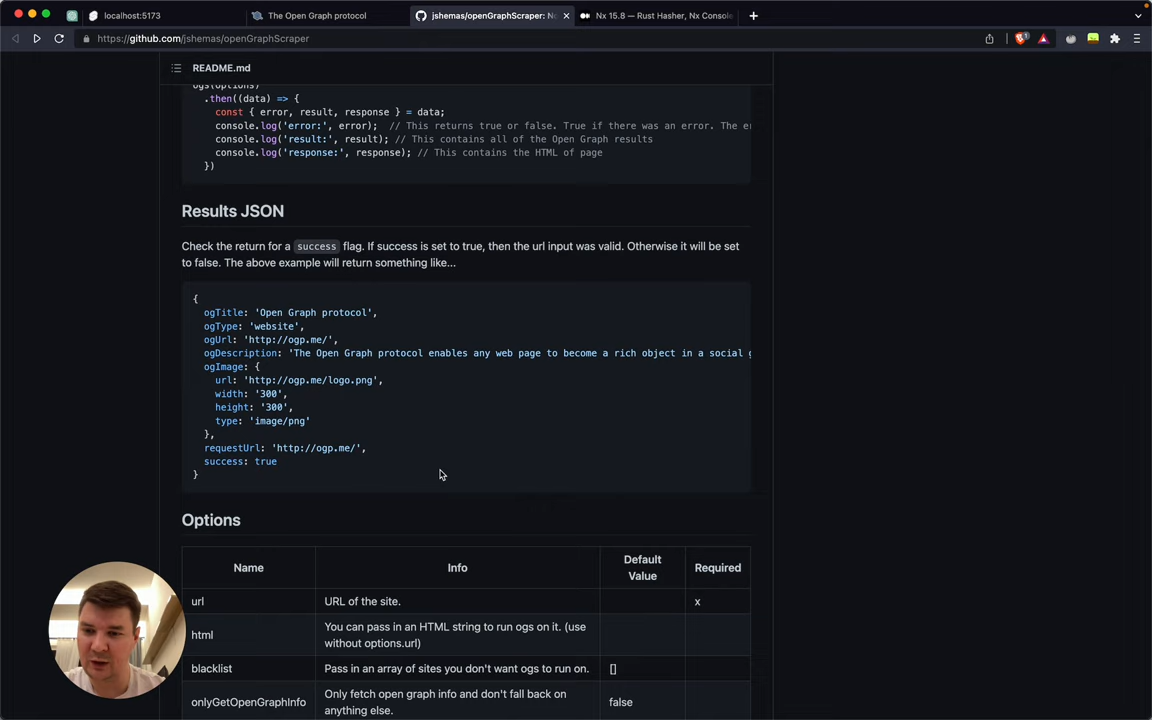 localhost:5173
The Open Graph protocol
jshemas/openGraphScraper: No
Nx 15.8 — Rust Hasher, Nx Console
https://github.com/jshemas/openGraphScraper
1
README.md
ogs(options)
.then((data) => {
const { error, result, response } = data;
console.log('error:', error);  // This returns true or false. True if there was an error. The er
console.log('result:', result); // This contains all of the Open Graph results
console.log('response:', response); // This contains the HTML of page
})
Results JSON
Check the return for a success flag. If success is set to true, then the url input was valid. Otherwise it will be set
to false. The above example will return something like...
{
ogTitle: 'Open Graph protocol',
ogType: 'website',
ogUrl: 'http://ogp.me/',
ogDescription: 'The Open Graph protocol enables any web page to become a rich object in a social g
ogImage: {
url: 'http://ogp.me/logo.png',
width: '300',
height: '300',
type: 'image/png'
},
requestUrl: 'http://ogp.me/',
success: true
}
Options
Name Info Default Value Required
url URL of the site. x
html You can pass in an HTML string to run ogs on it. (use
without options.url)
blacklist Pass in an array of sites you don't want ogs to run on. []
onlyGetOpenGraphInfo Only fetch open graph info and don't fall back on
anything else. false